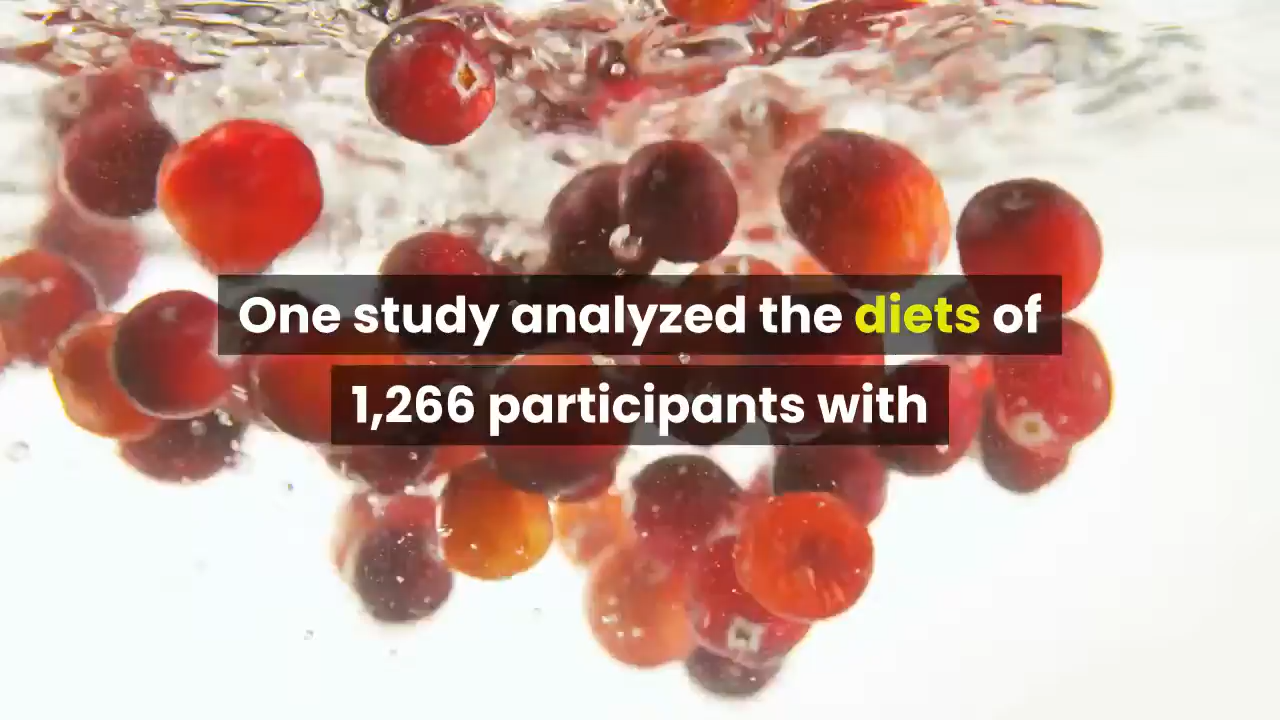 One study analyzed the diets of
1,266 participants with